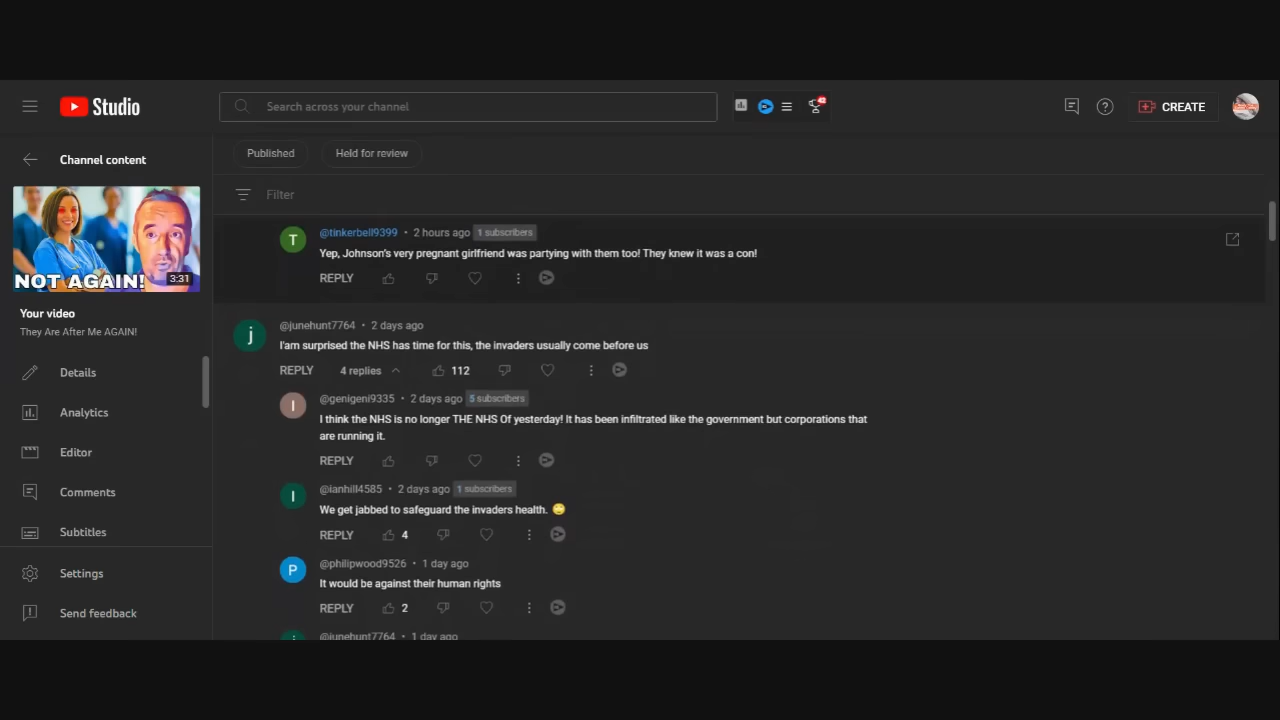 Studio
Search across your channel
42
CREATE
Channel content
NOT AGAIN!
3:31
Your video
They Are After Me AGAIN!
Details
Analytics
Editor
Comments
Subtitles
Settings
Send feedback
Published
Held for review
Filter
T
@tinkerbell9399 • 2 hours ago 1 subscribers
Yep, Johnson's very pregnant girlfriend was partying with them too! They knew it was a con!
REPLY
j
@junehunt7764 • 2 days ago
I'am surprised the NHS has time for this, the invaders usually come before us
REPLY 4 replies 112
I
@genigeni9335 • 2 days ago 5 subscribers
I think the NHS is no longer THE NHS Of yesterday! It has been infiltrated like the government but corporations that
are running it.
REPLY
I
@ianhill4585 • 2 days ago 1 subscribers
We get jabbed to safeguard the invaders health. 🙄
REPLY 4
P
@philipwood9526 • 1 day ago
It would be against their human rights
REPLY 2
@junehunt7764 • 1 day ago